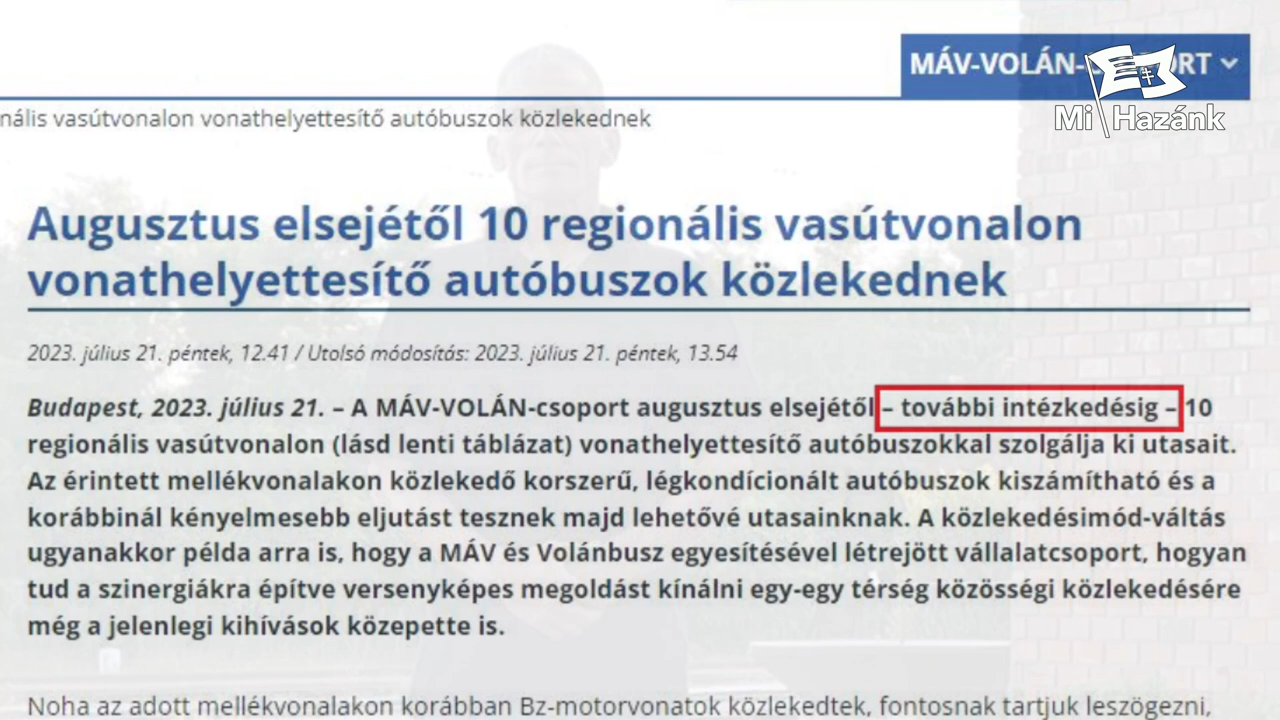 MÁV-VOLÁN-
Mi Hazánk
nális vasútvonalon vonathelyettesítő autóbuszok közlekednek
Augusztus elsejétől 10 regionális vasútvonalon
vonathelyettesítő autóbuszok közlekednek
2023. július 21. péntek, 12.41 / Utolsó módosítás: 2023. július 21. péntek, 13.54
Budapest, 2023. július 21. – A MÁV-VOLÁN-csoport augusztus elsejétől – további intézkedésig – 10
regionális vasútvonalon (lásd lenti táblázat) vonathelyettesítő autóbuszokkal szolgálja ki utasait.
Az érintett mellékvonalakon közlekedő korszerű, légkondícionált autóbuszok kiszámítható és a
korábbinál kényelmesebb eljutást tesznek majd lehetővé utasainknak. A közlekedésimód-váltás
ugyanakkor példa arra is, hogy a MÁV és Volánbusz egyesítésével létrejött vállalatcsoport, hogyan
tud a szinergiákra építve versenyképes megoldást kínálni egy-egy térség közösségi közlekedésére
még a jelenlegi kihívások közepette is.
Noha az adott mellékvonalakon korábban Bz-motorvonatok közlekedtek, fontosnak tartjuk leszögezni,